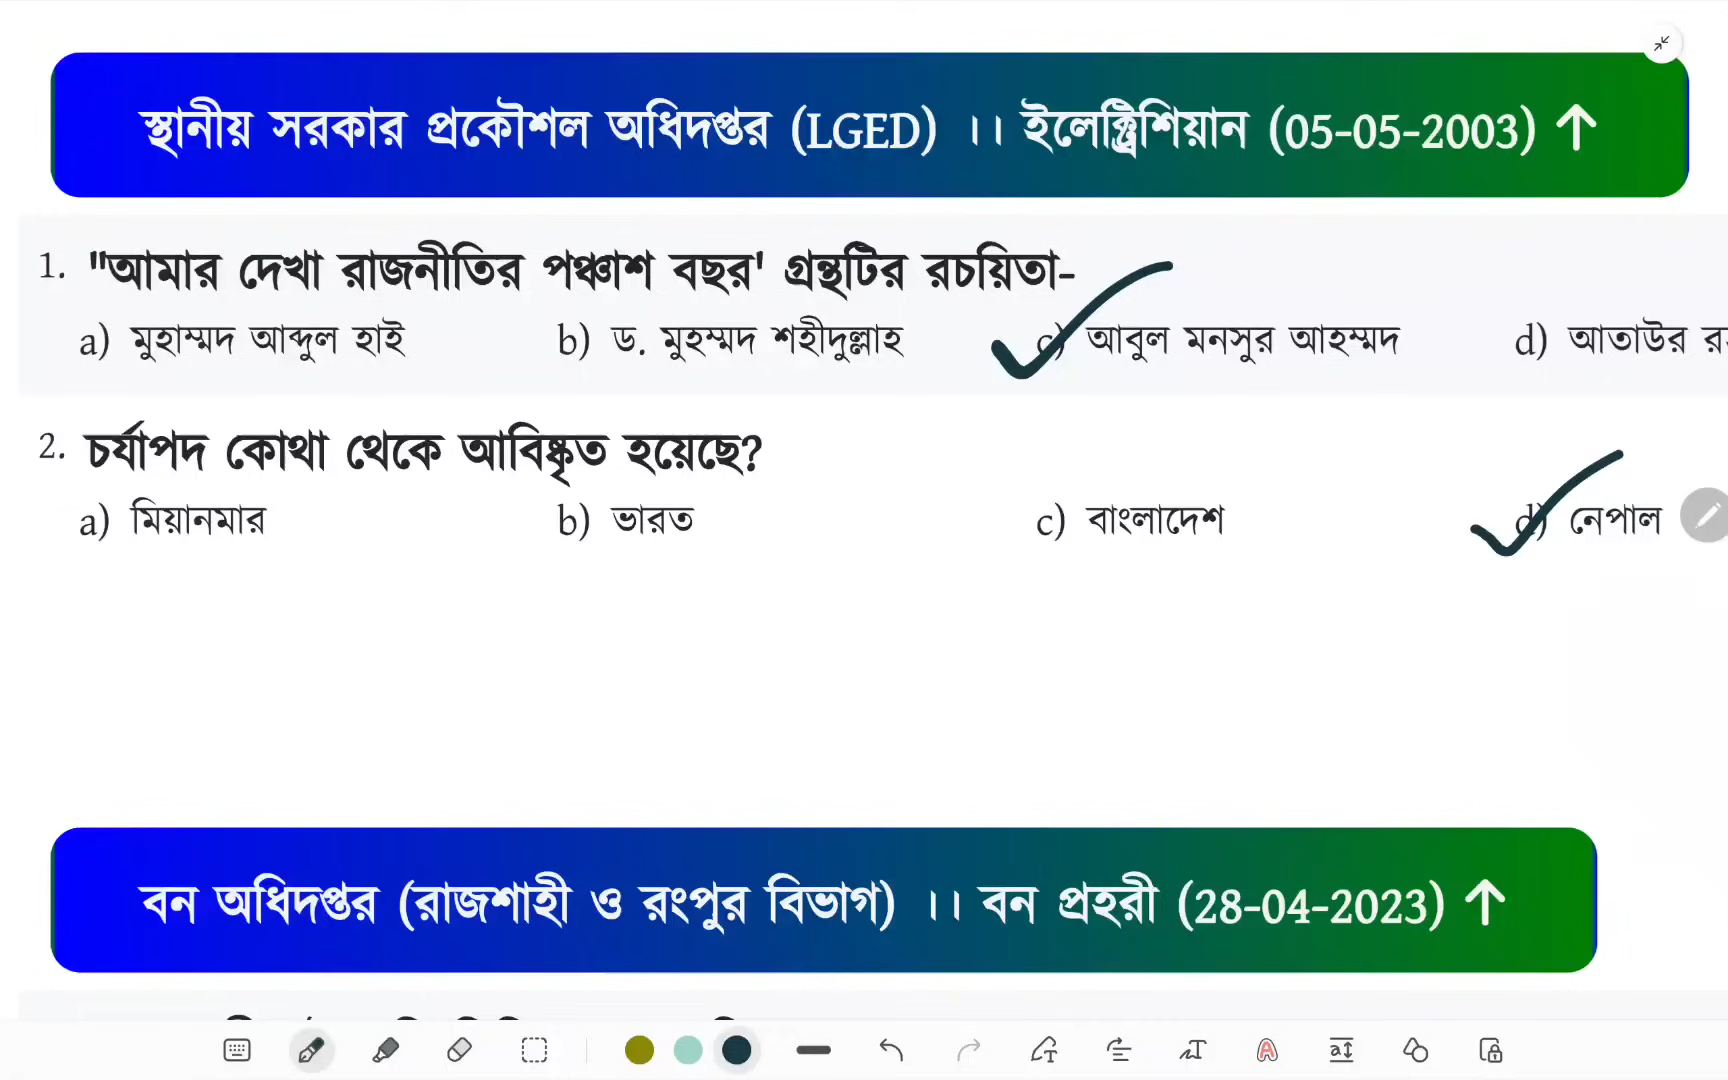 স্থানীয় সরকার প্রকৌশল অধিদপ্তর (LGED) ।। ইলেক্ট্রিশিয়ান (05-05-2003) ↑
1. "আমার দেখা রাজনীতির পঞ্চাশ বছর' গ্রন্থটির রচয়িতা-
a) মুহাম্মদ আব্দুল হাই b) ড. মুহম্মদ শহীদুল্লাহ c) আবুল মনসুর আহম্মদ d) আতাউর
2. চর্যাপদ কোথা থেকে আবিষ্কৃত হয়েছে?
a) মিয়ানমার b) ভারত c) বাংলাদেশ d) নেপাল
বন অধিদপ্তর (রাজশাহী ও রংপুর বিভাগ) ।। বন প্রহরী (28-04-2023) ↑